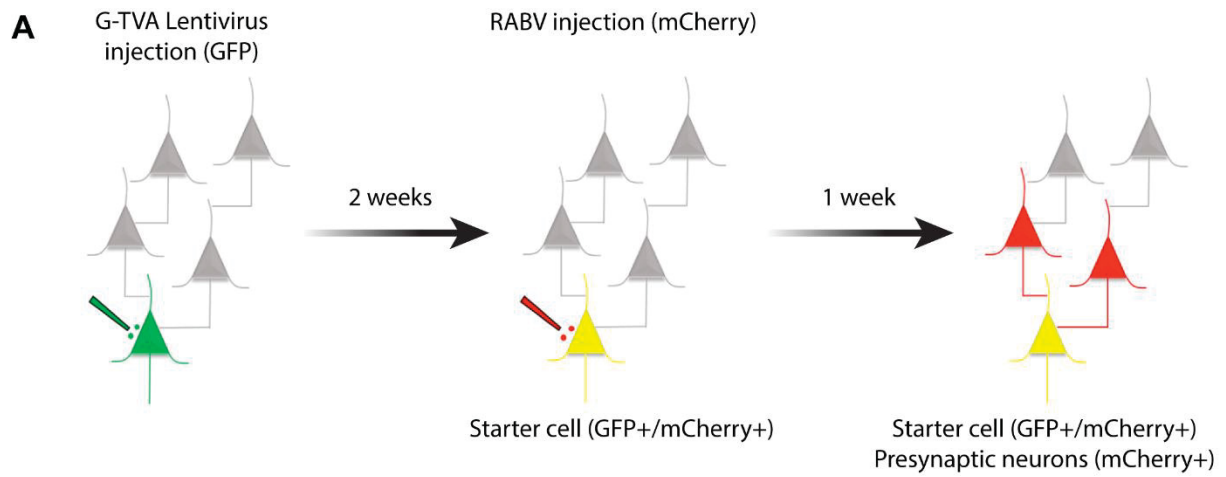 A
G-TVA Lentivirus
injection (GFP)
RABV injection (mCherry)
2 weeks
1 week
Starter cell (GFP+/mCherry+)
Starter cell (GFP+/mCherry+)
Presynaptic neurons (mCherry+)